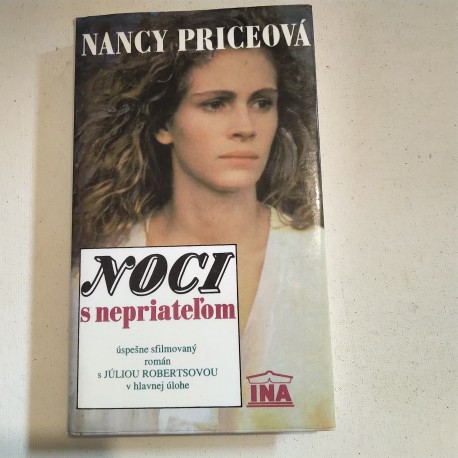 NANCY PRICEOVÁ
NOCI
s nepriateľom
úspešne sfilmovaný
román
s JÚLIOU ROBERTSOVOU
v hlavnej úlohe
INA